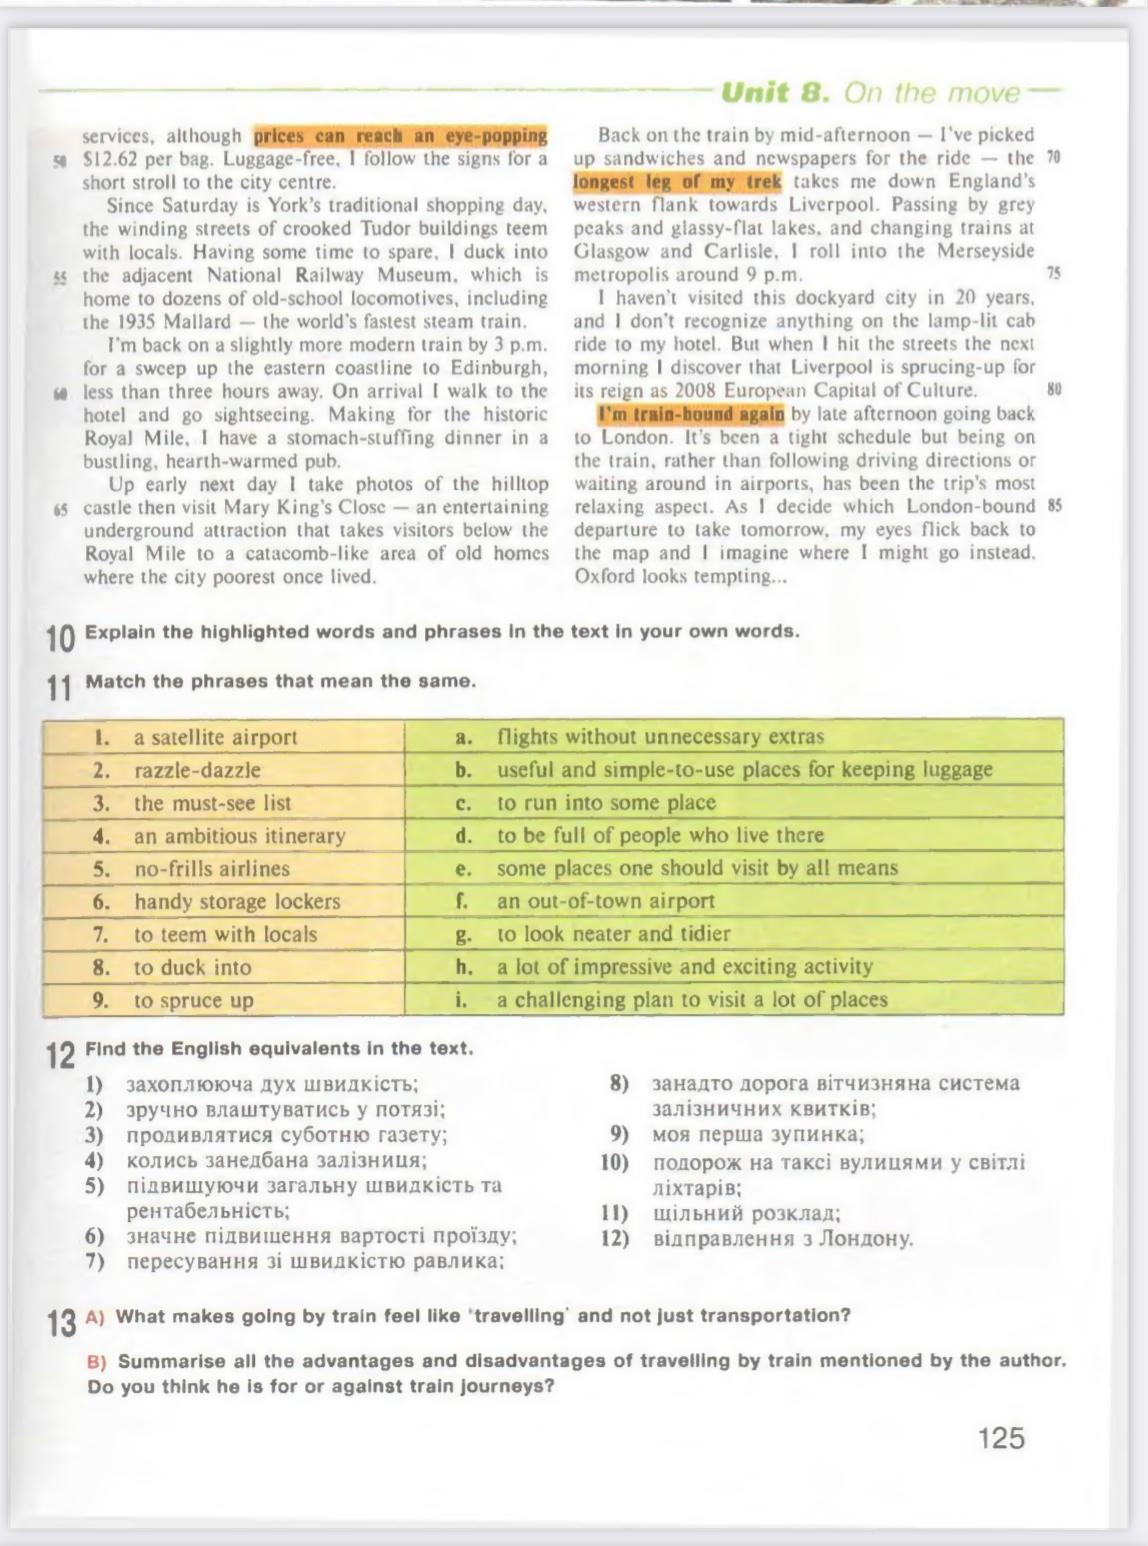 Unit 8. On the move
services, although prices can reach an eye-popping
50 $12.62 per bag. Luggage-free, I follow the signs for a
short stroll to the city centre.
Since Saturday is York's traditional shopping day,
the winding streets of crooked Tudor buildings teem
with locals. Having some time to spare, I duck into
55 the adjacent National Railway Museum, which is
home to dozens of old-school locomotives, including
the 1935 Mallard — the world's fastest steam train.
I'm back on a slightly more modern train by 3 p.m.
for a sweep up the eastern coastline to Edinburgh,
60 less than three hours away. On arrival I walk to the
hotel and go sightseeing. Making for the historic
Royal Mile, I have a stomach-stuffing dinner in a
bustling, hearth-warmed pub.
Up early next day I take photos of the hilltop
65 castle then visit Mary King's Close — an entertaining
underground attraction that takes visitors below the
Royal Mile to a catacomb-like area of old homes
where the city poorest once lived.
Back on the train by mid-afternoon — I've picked
up sandwiches and newspapers for the ride — the 70
longest leg of my trek takes me down England's
western flank towards Liverpool. Passing by grey
peaks and glassy-flat lakes, and changing trains at
Glasgow and Carlisle, I roll into the Merseyside
metropolis around 9 p.m. 75
I haven't visited this dockyard city in 20 years,
and I don't recognize anything on the lamp-lit cab
ride to my hotel. But when I hit the streets the next
morning I discover that Liverpool is sprucing-up for
its reign as 2008 European Capital of Culture. 80
I'm train-bound again by late afternoon going back
to London. It's been a tight schedule but being on
the train, rather than following driving directions or
waiting around in airports, has been the trip's most
relaxing aspect. As I decide which London-bound 85
departure to take tomorrow, my eyes flick back to
the map and I imagine where I might go instead.
Oxford looks tempting...
10 Explain the highlighted words and phrases in the text in your own words.
11 Match the phrases that mean the same.
1. a satellite airport a. flights without unnecessary extras
2. razzle-dazzle b. useful and simple-to-use places for keeping luggage
3. the must-see list c. to run into some place
4. an ambitious itinerary d. to be full of people who live there
5. no-frills airlines e. some places one should visit by all means
6. handy storage lockers f. an out-of-town airport
7. to teem with locals g. to look neater and tidier
8. to duck into h. a lot of impressive and exciting activity
9. to spruce up i. a challenging plan to visit a lot of places
12 Find the English equivalents in the text.
1) захоплююча дух швидкість;
2) зручно влаштуватись у потязі;
3) продивлятися суботню газету;
4) колись занедбана залізниця;
5) підвищуючи загальну швидкість та
рентабельність;
6) значне підвищення вартості проїзду;
7) пересування зі швидкістю равлика;
8) занадто дорога вітчизняна система
залізничних квитків;
9) моя перша зупинка;
10) подорож на таксі вулицями у світлі
ліхтарів;
11) щільний розклад;
12) відправлення з Лондону.
13 A) What makes going by train feel like 'travelling' and not just transportation?
B) Summarise all the advantages and disadvantages of travelling by train mentioned by the author.
Do you think he is for or against train journeys?
125